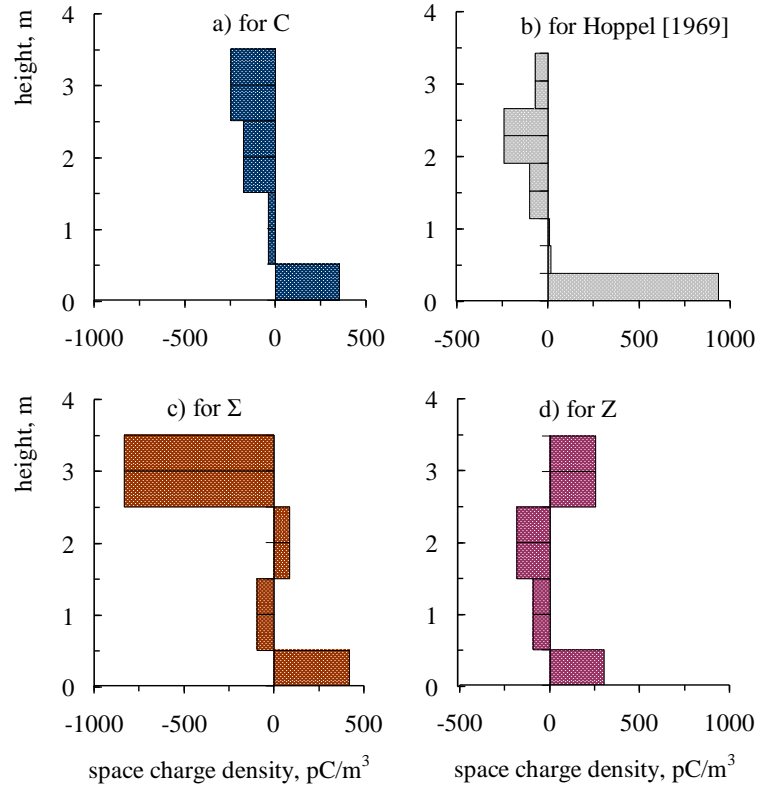 a) for C
b) for Hoppel [1969]
height, m
4
3
2
1
0
-1000 -500 0 500
4
3
2
1
0
-500 0 500 1000
c) for Σ
d) for Z
height, m
4
3
2
1
0
-1000 -500 0 500
4
3
2
1
0
-500 0 500 1000
space charge density, pC/m³
space charge density, pC/m³